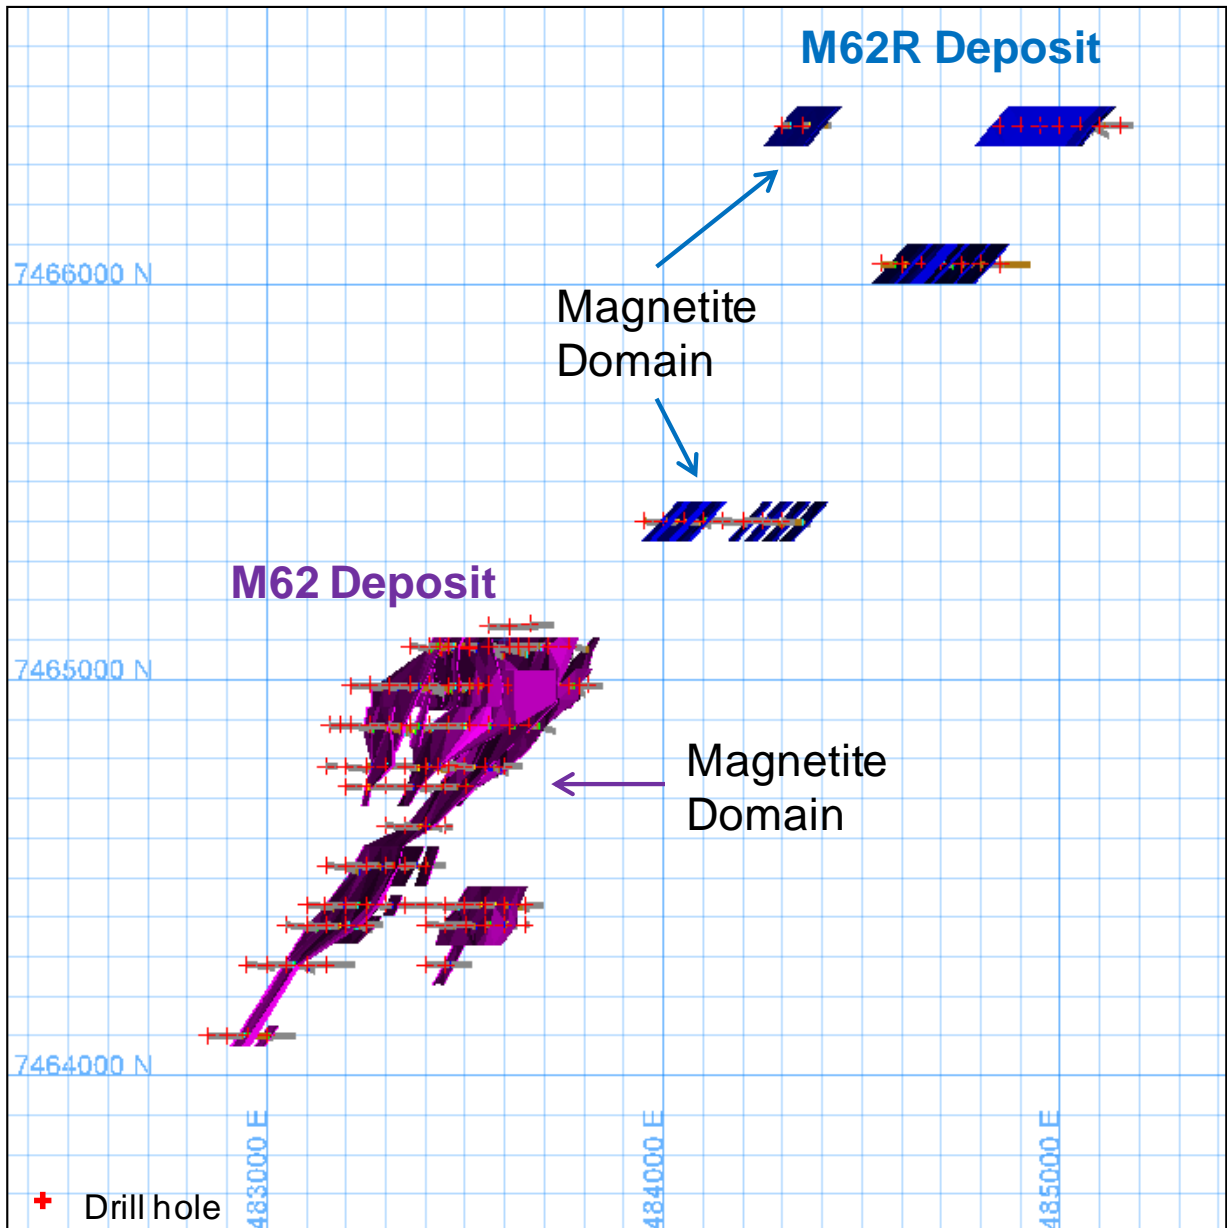 M62R Deposit
7466000 N
Magnetite
Domain
M62 Deposit
7465000 N
Magnetite
Domain
7464000 N
483000 E
484000 E
485000 E
Drill hole